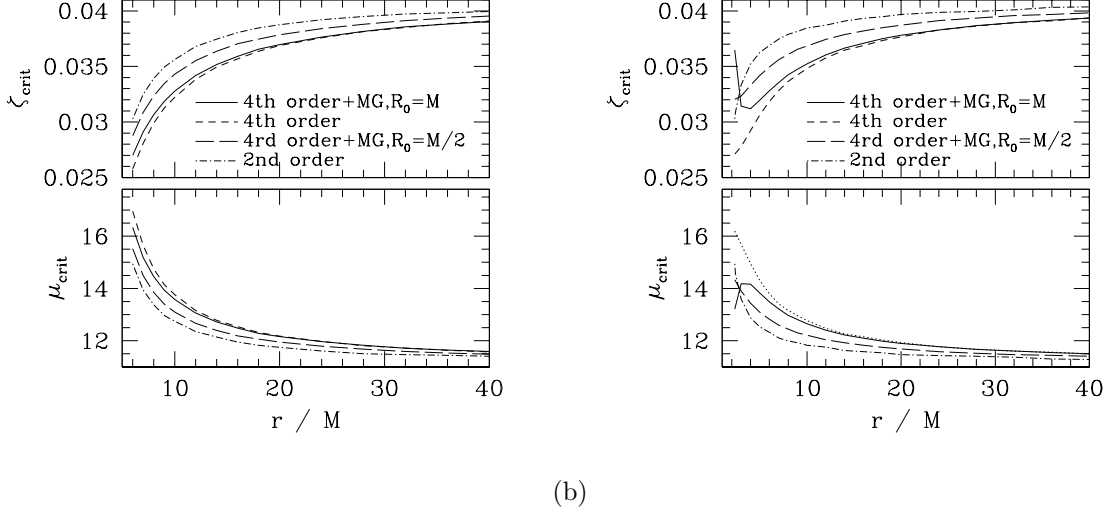 0.04
0.035
0.03
0.025
ζcrit
4th order+MG,R0=M
4th order
4rd order+MG,R0=M/2
2nd order
16
14
12
μcrit
10 20 30 40
r / M
0.04
0.035
0.03
0.025
ζcrit
4th order+MG,R0=M
4th order
4rd order+MG,R0=M/2
2nd order
16
14
12
μcrit
10 20 30 40
r / M
(b)